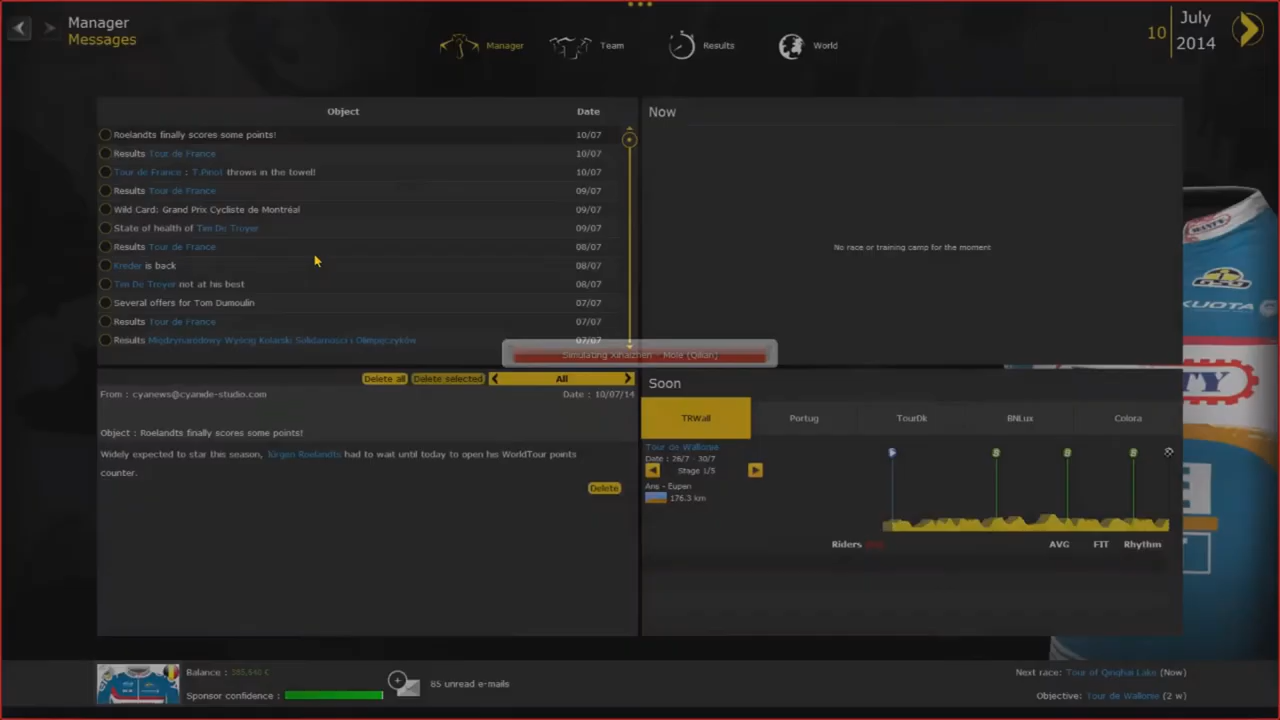 Manager
Messages
Manager
Team
Results
World
10
July
2014
Object
Date
Roelandts finally scores some points!
10/07
Results Tour de France
10/07
Tour de France : T.Pinot throws in the towel!
10/07
Results Tour de France
09/07
Wild Card: Grand Prix Cycliste de Montréal
09/07
State of health of Tim De Troyer
09/07
Results Tour de France
08/07
Kreder is back
08/07
Tim De Troyer not at his best
08/07
Several offers for Tom Dumoulin
07/07
Results Tour de France
07/07
Results Międzynarodowy Wyścig Kolarski Solidarności i Olimpijczyków
07/07
Now
No race or training camp for the moment
Simulating Xihaizhen - Mole (Qilian)
Delete all
Delete selected
All
From : cyanews@cyanide-studio.com
Date : 10/07/14
Object : Roelandts finally scores some points!
Widely expected to star this season, Jürgen Roelandts had to wait until today to open his WorldTour points
counter.
Delete
Soon
TRWall
Portug
TourDk
BNLux
Colora
Tour de Wallonie
Date : 26/7 - 30/7
Stage 1/5
Ans - Eupen
176.3 km
Riders
AVG
FIT
Rhythm
KUOTA
Balance : 385,640 €
Sponsor confidence :
85 unread e-mails
Next race: Tour of Qinghai Lake (Now)
Objective: Tour de Wallonie (2 w)